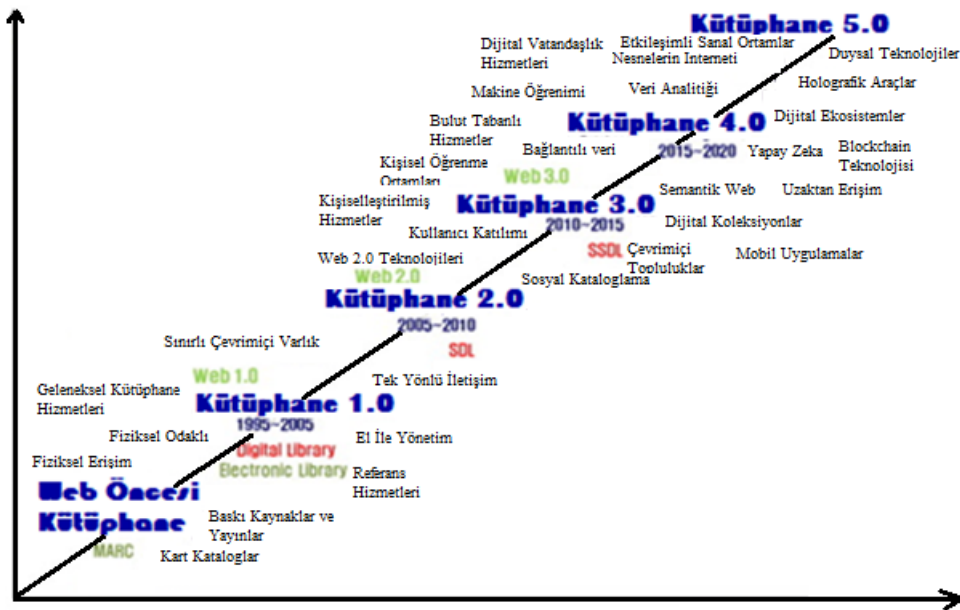 Kütüphane 5.0
Dijital Vatandaşlık
Hizmetleri
Etkileşimli Sanal Ortamlar
Nesnelerin Interneti
Duysal Teknolojiler
Makine Öğrenimi
Veri Analitiği
Holografik Araçlar
Bulut Tabanlı
Hizmetler
Kütüphane 4.0
2015-2020
Dijital Ekosistemler
Bağlantılı veri
Yapay Zeka
Blockchain
Teknolojisi
Kişisel Öğrenme
Ortamları
Web 3.0
Semantik Web
Uzaktan Erişim
Kişiselleştirilmiş
Hizmetler
Kütüphane 3.0
2010-2015
Dijital Koleksiyonlar
Kullanıcı Katılımı
SSDL
Çevrimiçi
Topluluklar
Mobil Uygulamalar
Web 2.0 Teknolojileri
Web 2.0
Sosyal Kataloglama
Kütüphane 2.0
2005-2010
SDL
Sınırlı Çevrimiçi Varlık
Web 1.0
Tek Yönlü İletişim
Geleneksel Kütüphane
Hizmetleri
Kütüphane 1.0
1995-2005
Fiziksel Odaklı
El İle Yönetim
Digital Library
Electronic Library
Referans
Hizmetleri
Fiziksel Erişim
Web Öncesi
Kütüphane
MARC
Baskı Kaynaklar ve
Yayınlar
Kart Kataloglar